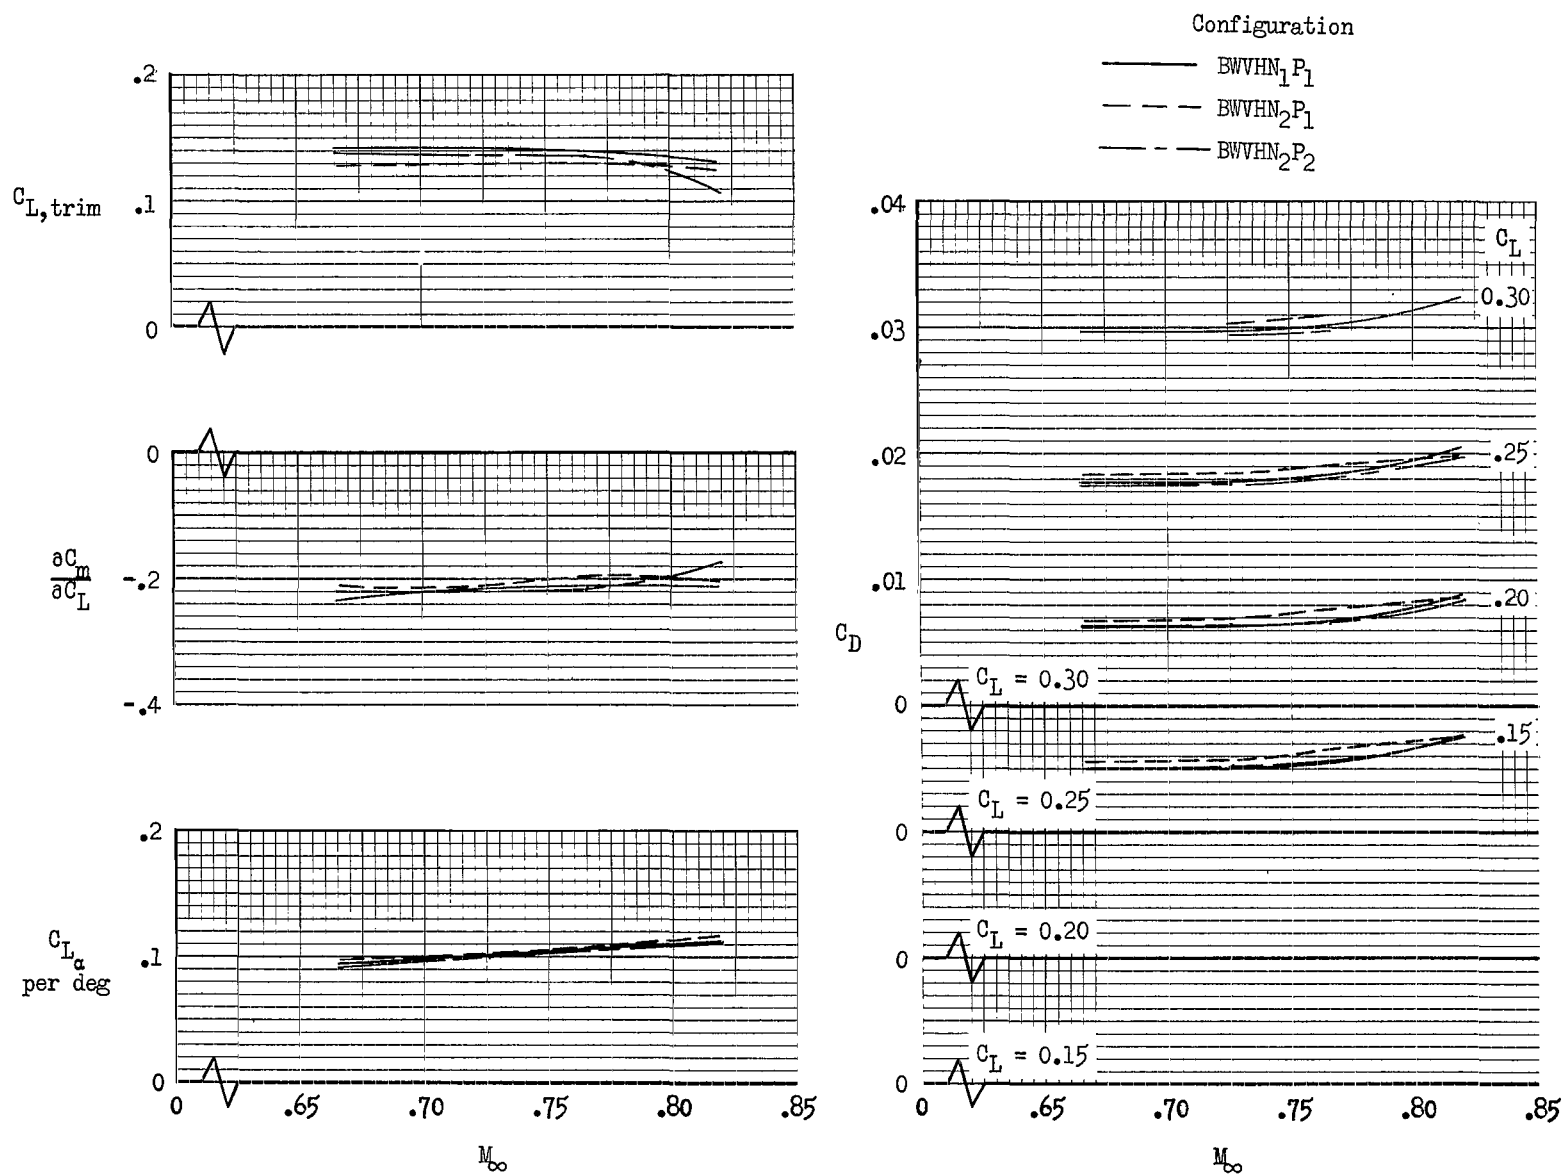 Configuration
BWVHN1P1
BWVHN2P1
BWVHN2P2
.2
CL,trim
.1
0
0
∂Cm
∂CL
-.2
-.4
.2
CLα
per deg
.1
0
0 .65 .70 .75 .80 .85
M∞
.04
CL
0.30
.03
.02
.25
.01
.20
CD
CL = 0.30
0
.15
CL = 0.25
0
CL = 0.20
0
CL = 0.15
0
0 .65 .70 .75 .80 .85
M∞